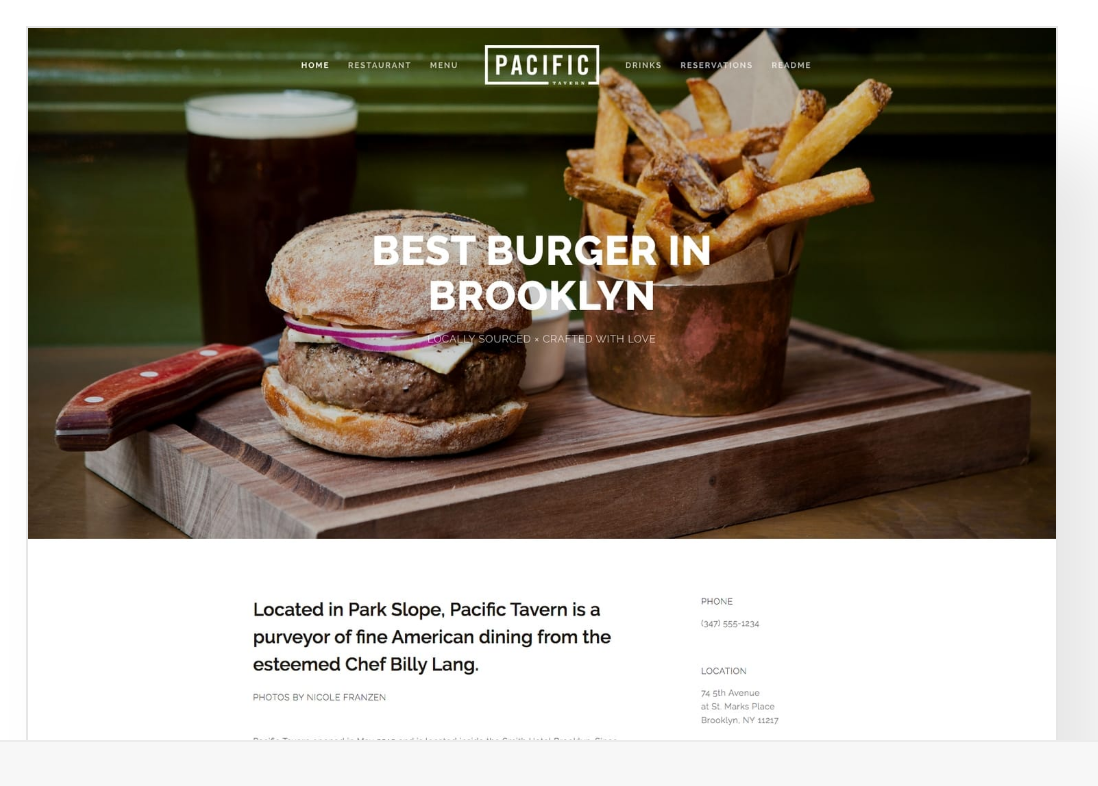 HOME RESTAURANT MENU PACIFIC DRINKS RESERVATIONS README
TAVERN
BEST BURGER IN
BROOKLYN
LOCALLY SOURCED × CRAFTED WITH LOVE
Located in Park Slope, Pacific Tavern is a
purveyor of fine American dining from the
esteemed Chef Billy Lang.
PHOTOS BY NICOLE FRANZEN
PHONE
(347) 555-1234
LOCATION
74 5th Avenue
at St. Marks Place
Brooklyn, NY 11217